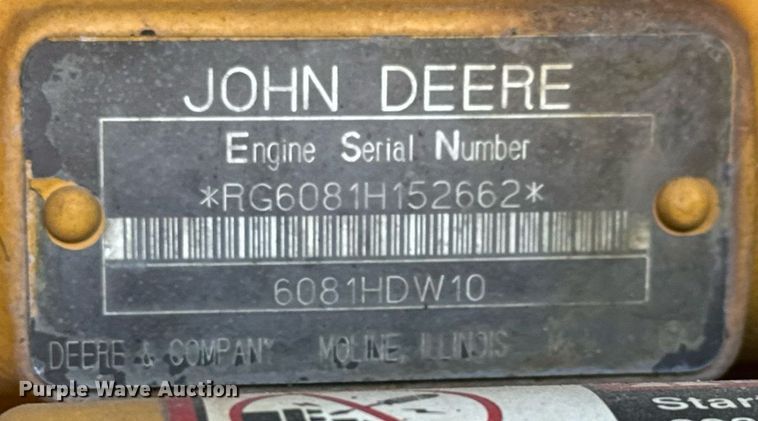 JOHN DEERE
Engine Serial Number
*RG6081H152662*
6081HDW10
DEERE & COMPANY MOLINE, ILLINOIS
Purple Wave Auction
Start